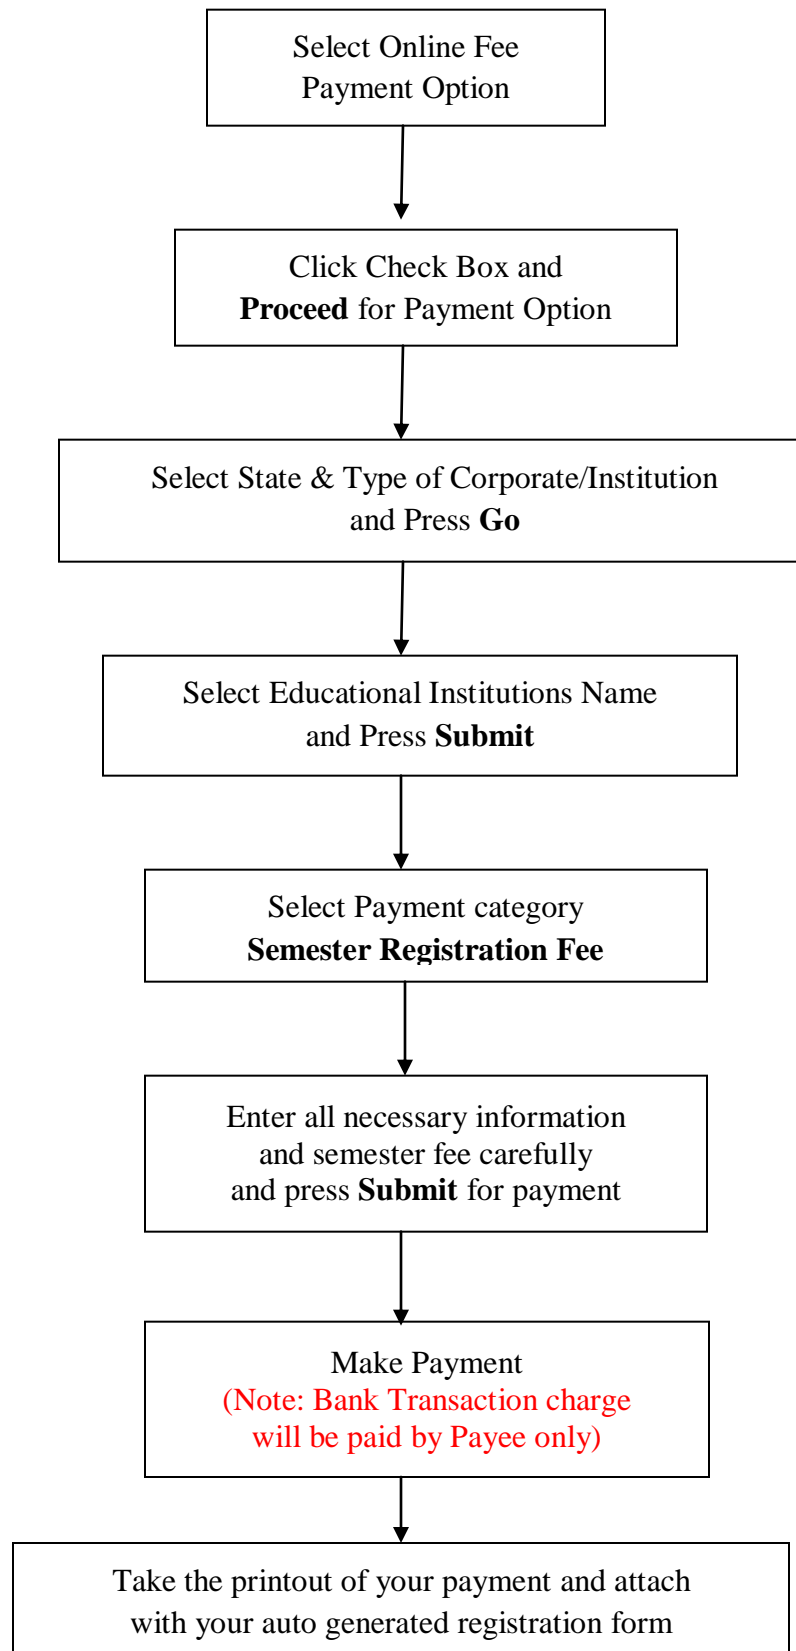 Select Online Fee
Payment Option
Click Check Box and
Proceed for Payment Option
Select State & Type of Corporate/Institution
and Press Go
Select Educational Institutions Name
and Press Submit
Select Payment category
Semester Registration Fee
Enter all necessary information
and semester fee carefully
and press Submit for payment
Make Payment
(Note: Bank Transaction charge
will be paid by Payee only)
Take the printout of your payment and attach
with your auto generated registration form